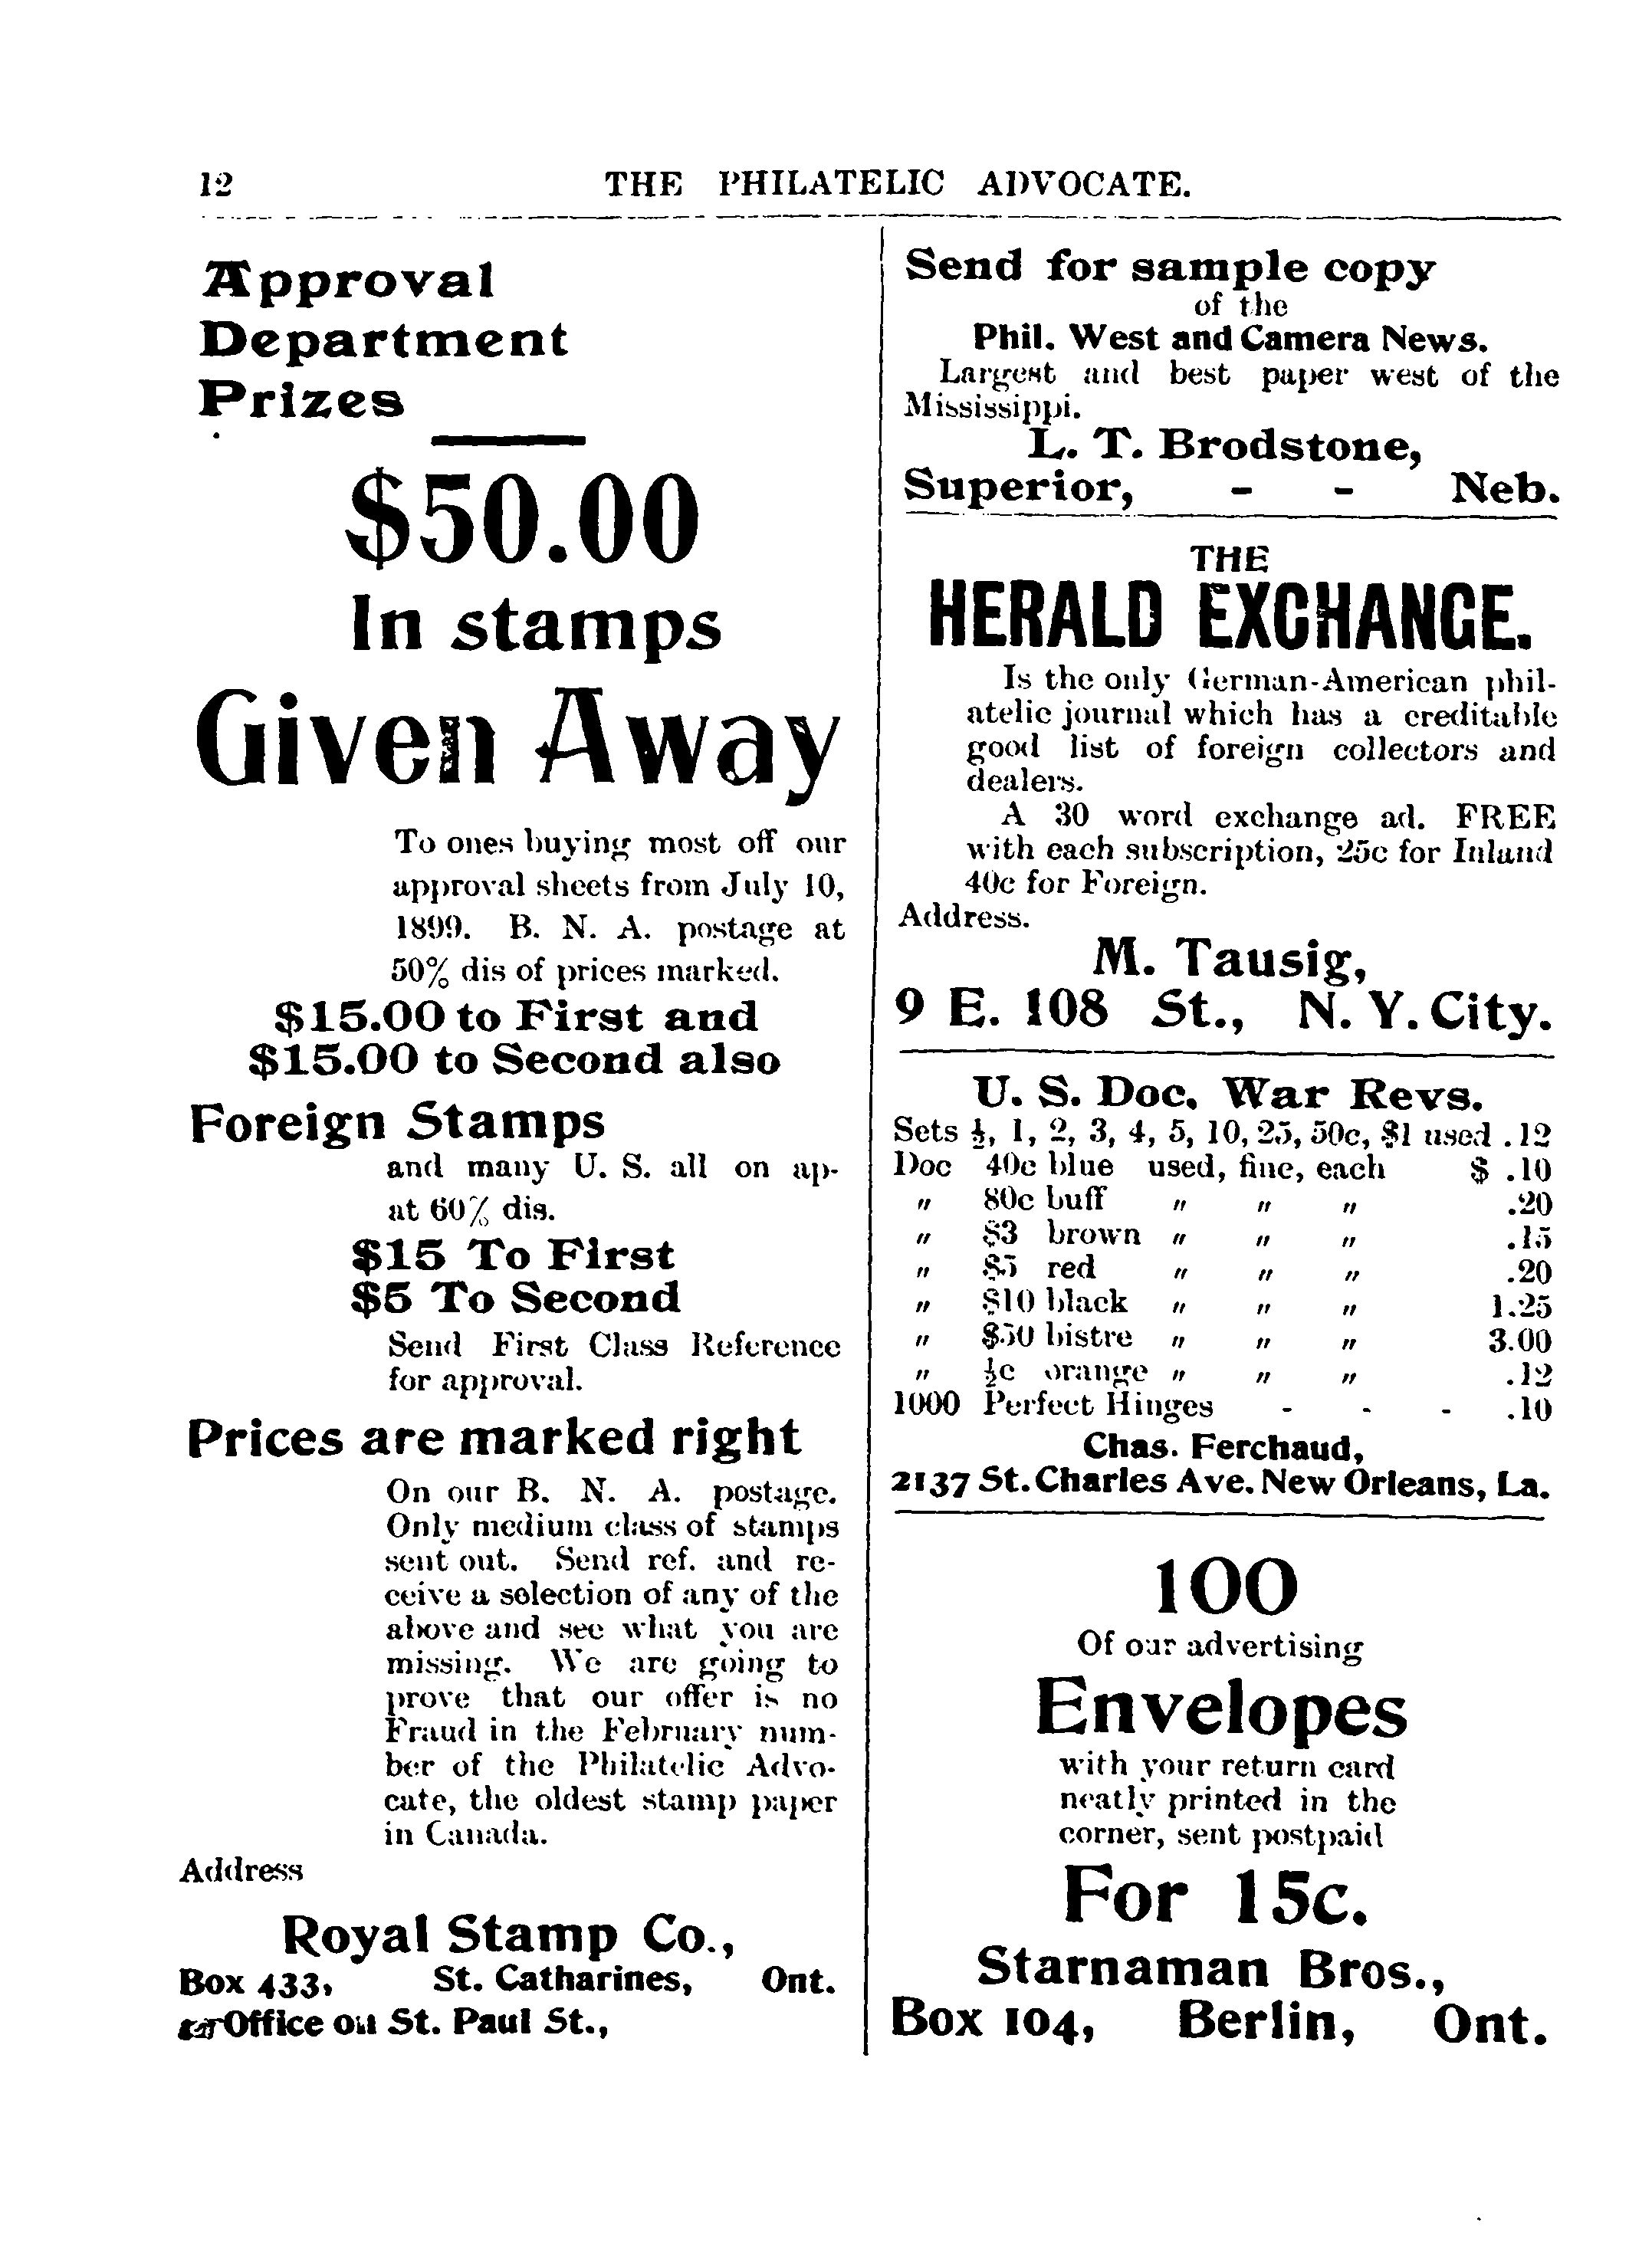 12 THE PHILATELIC ADVOCATE.
Approval
Department
Prizes
$50.00
In stamps
Given Away
To ones buying most off our
approval sheets from July 10,
1899. B. N. A. postage at
50% dis of prices marked.
$15.00 to First and
$15.00 to Second also
Foreign Stamps
and many U. S. all on ap-
at 60% dis.
$15 To First
$5 To Second
Send First Class Reference
for approval.
Prices are marked right
On our B. N. A. postage.
Only medium class of stamps
sent out. Send ref. and re-
ceive a selection of any of the
above and see what you are
missing. We are going to
prove that our offer is no
Fraud in the February num-
ber of the Philatelic Advo-
cate, the oldest stamp paper
in Canada.
Address
Royal Stamp Co.,
Box 433, St. Catharines, Ont.
☞Office on St. Paul St.,
Send for sample copy
of the
Phil. West and Camera News.
Largest and best paper west of the
Mississippi.
L. T. Brodstone,
Superior, - - Neb.
THE
HERALD EXCHANGE.
Is the only German-American phil-
atelic journal which has a creditable
good list of foreign collectors and
dealers.
A 30 word exchange ad. FREE
with each subscription, 25c for Inland
40c for Foreign.
Address.
M. Tausig,
9 E. 108 St., N. Y. City.
U. S. Doc. War Revs.
Sets ½, 1, 2, 3, 4, 5, 10, 25, 50c, $1 used .12
Doc 40c blue used, fine, each $ .10
" 80c buff " " " .20
" $3 brown " " " .15
" $5 red " " " .20
" $10 black " " " 1.25
" $50 bistre " " " 3.00
" ½c orange " " " .12
1000 Perfect Hinges - - - .10
Chas. Ferchaud,
2137 St. Charles Ave. New Orleans, La.
100
Of our advertising
Envelopes
with your return card
neatly printed in the
corner, sent postpaid
For 15c.
Starnaman Bros.,
Box 104, Berlin, Ont.